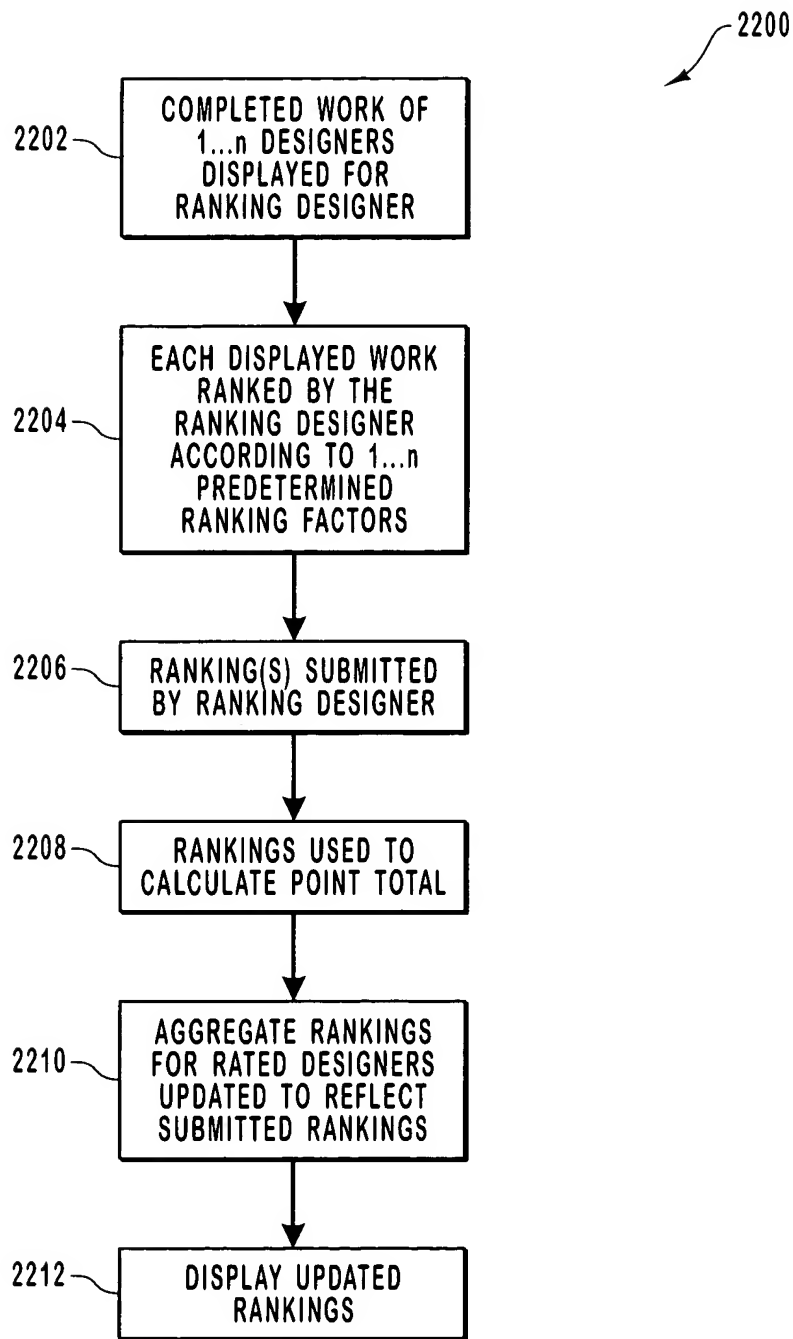 2200
2202
COMPLETED WORK OF
1...n DESIGNERS
DISPLAYED FOR
RANKING DESIGNER
2204
EACH DISPLAYED WORK
RANKED BY THE
RANKING DESIGNER
ACCORDING TO 1...n
PREDETERMINED
RANKING FACTORS
2206
RANKING(S) SUBMITTED
BY RANKING DESIGNER
2208
RANKINGS USED TO
CALCULATE POINT TOTAL
2210
AGGREGATE RANKINGS
FOR RATED DESIGNERS
UPDATED TO REFLECT
SUBMITTED RANKINGS
2212
DISPLAY UPDATED
RANKINGS